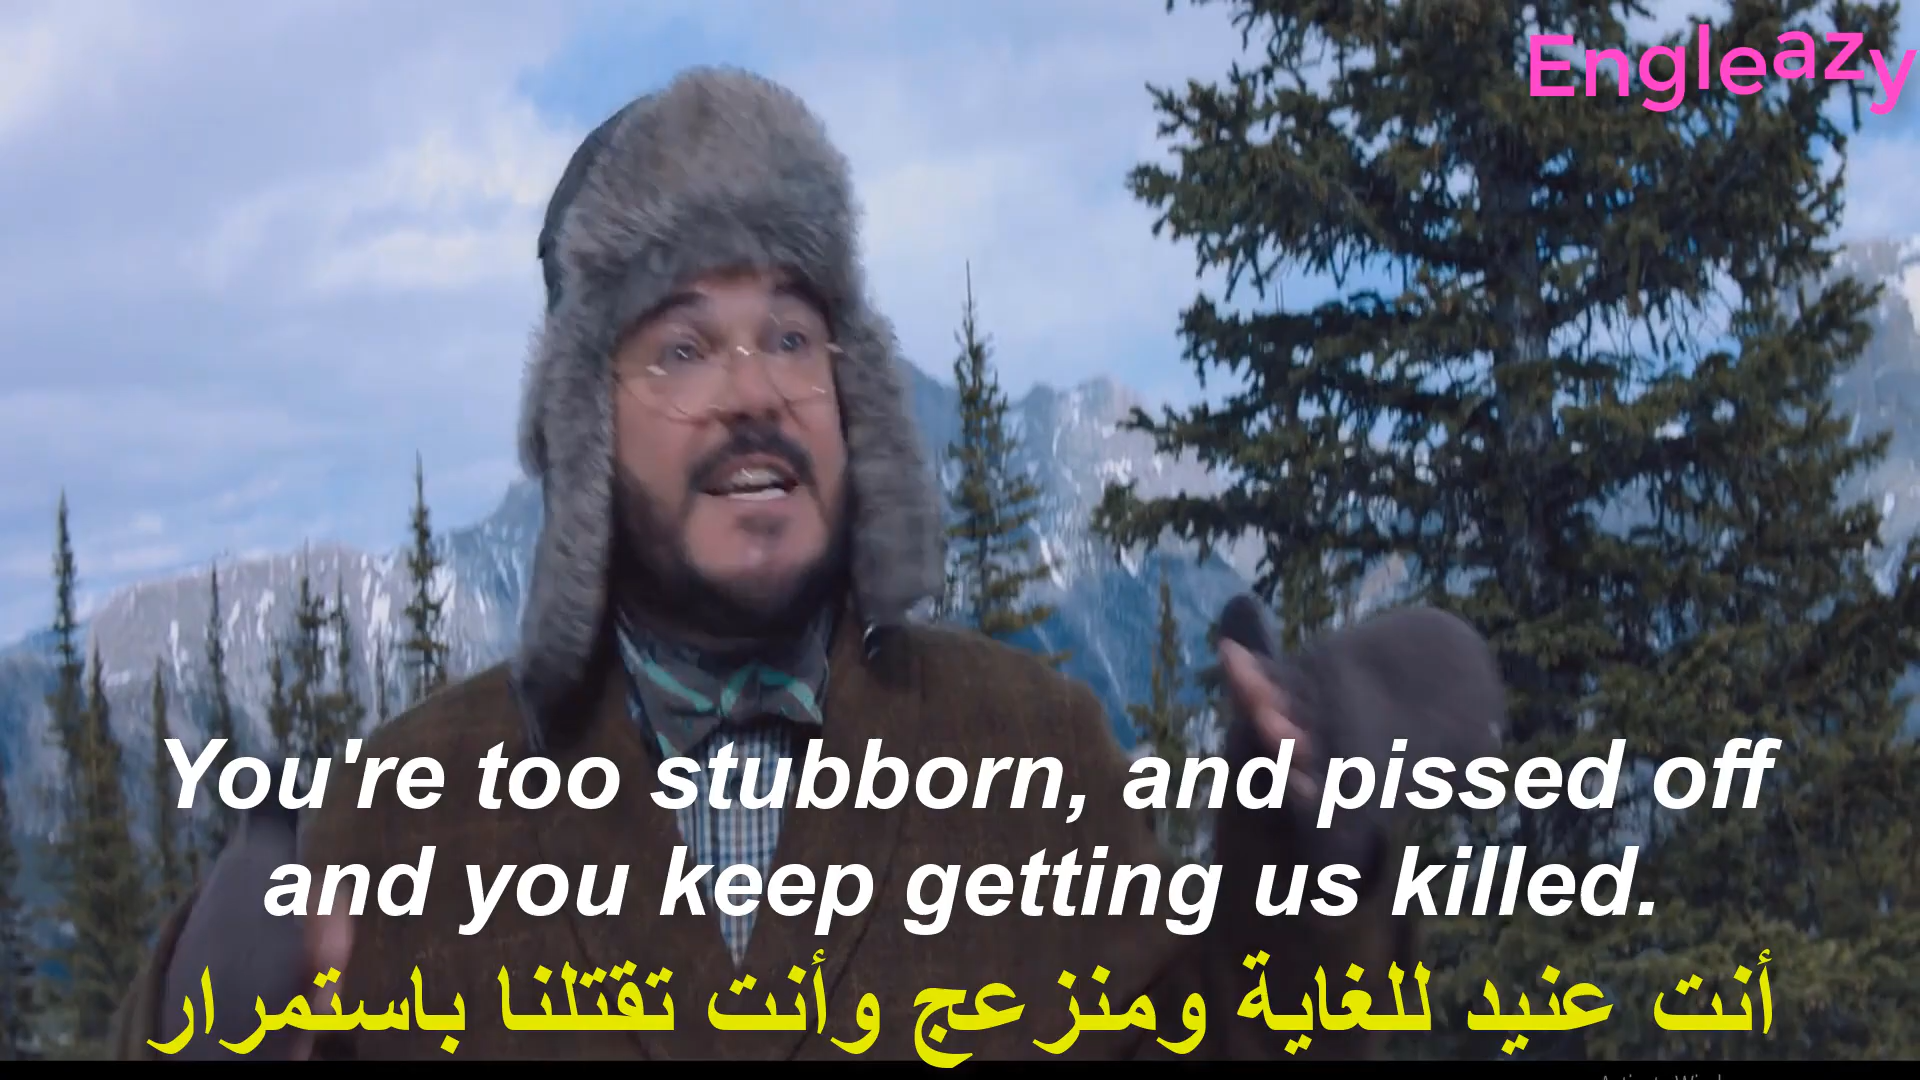 Engleazy
You're too stubborn, and pissed off
and you keep getting us killed.
أنت عنيد للغاية ومنزعج وأنت تقتلنا باستمرار